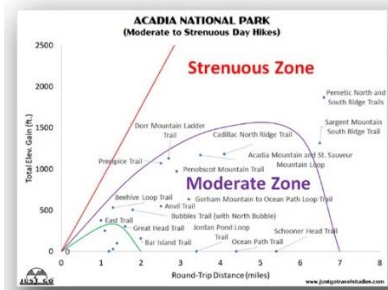 ACADIA NATIONAL PARK
(Moderate to Strenuous Day Hikes)
2500
2000
1500
1000
500
0
Total Elev. Gain (ft.)
Strenuous Zone
Pemetic North and
South Ridge Trails
Dorr Mountain Ladder
Trail
Cadillac North Ridge Trail
Sargent Mountain
South Ridge Trail
Precipice Trail
Acadia Mountain and St. Sauveur
Mountain Loop
Penobscot Mountain
Trail
Moderate Zone
Beehive Loop Trail
Gorham Mountain to Ocean Path Loop Trail
Anvil Trail
Bubbles Trail (with North Bubble)
East Trail
Great Head Trail
Jordan Pond Loop
Trail
Schooner Head
Trail
Bar Island Trail
Ocean Path Trail
0 1 2 3 4 5 6 7 8
Round-Trip Distance (miles)
JUST GO
www.justgotravelstudios.com